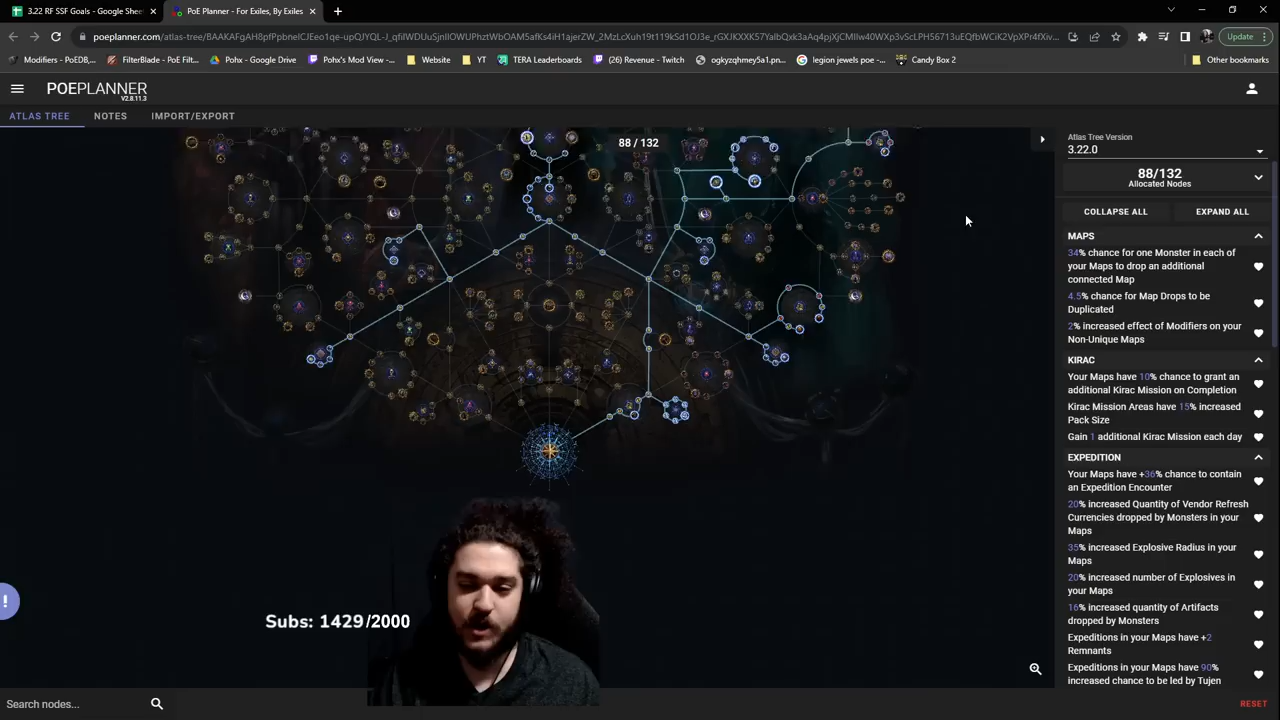 3.22 RF SSF Goals - Google Shee
PoE Planner - For Exiles, By Exiles
poeplanner.com/atlas-tree/
Update
Modifiers - PoEDB,...
FilterBlade - PoE Filt...
Pohx - Google Drive
Pohx's Mod View -...
Website
YT
TERA Leaderboards
(26) Revenue - Twitch
ogkyzqhmey5a1.pn...
legion jewels poe -...
Candy Box 2
Other bookmarks
POEPLANNER
V2.8.11.3
ATLAS TREE
NOTES
IMPORT/EXPORT
88 / 132
Atlas Tree Version
3.22.0
88/132
Allocated Nodes
COLLAPSE ALL
EXPAND ALL
MAPS
34% chance for one Monster in each of
your Maps to drop an additional
connected Map
4.5% chance for Map Drops to be
Duplicated
2% increased effect of Modifiers on your
Non-Unique Maps
KIRAC
Your Maps have 10% chance to grant an
additional Kirac Mission on Completion
Kirac Mission Areas have 15% increased
Pack Size
Gain 1 additional Kirac Mission each day
EXPEDITION
Your Maps have +36% chance to contain
an Expedition Encounter
20% increased Quantity of Vendor Refresh
Currencies dropped by Monsters in your
Maps
35% increased Explosive Radius in your
Maps
20% increased number of Explosives in
your Maps
16% increased quantity of Artifacts
dropped by Monsters
Expeditions in your Maps have +2
Remnants
Expeditions in your Maps have 90%
increased chance to be led by Tujen
Subs: 1429/2000
Search nodes...
RESET